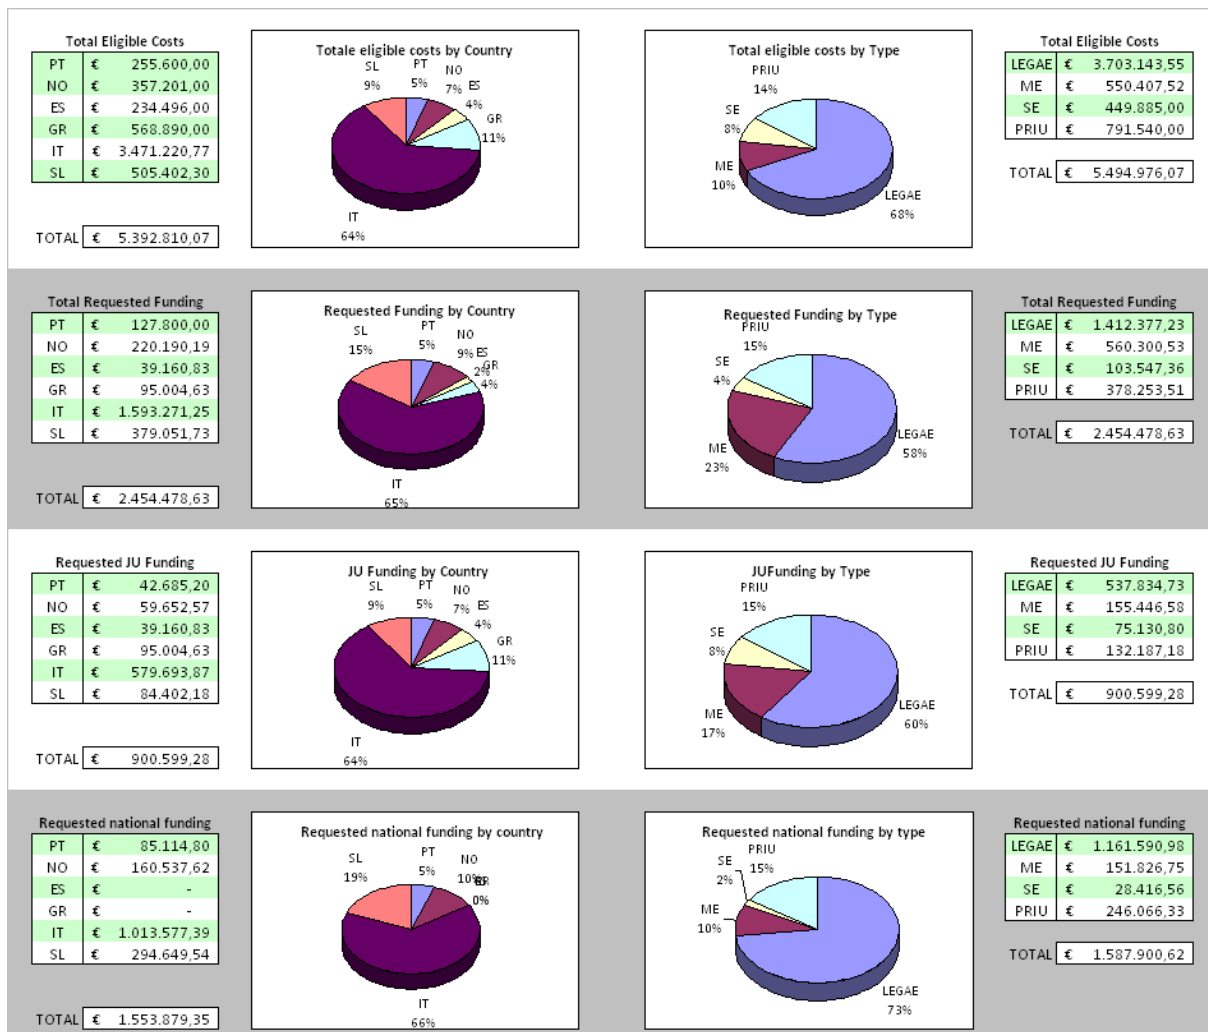 Total Eligible Costs
PT € 255.600,00
NO € 357.201,00
ES € 234.496,00
GR € 568.890,00
IT € 3.471.220,77
SL € 505.402,30
TOTAL € 5.392.810,07
Totale eligible costs by Country
SL
9%
PT
5%
NO
7%
ES
4%
GR
11%
IT
64%
Total eligible costs by Type
PRIU
14%
SE
8%
ME
10%
LEGAE
68%
Total Eligible Costs
LEGAE € 3.703.143,55
ME € 550.407,52
SE € 449.885,00
PRIU € 791.540,00
TOTAL € 5.494.976,07
Total Requested Funding
PT € 127.800,00
NO € 220.190,19
ES € 39.160,83
GR € 95.004,63
IT € 1.593.271,25
SL € 379.051,73
TOTAL € 2.454.478,63
Requested Funding by Country
SL
15%
PT
5%
NO
9%
ES
2%
GR
4%
IT
65%
Requested Funding by Type
PRIU
15%
SE
4%
ME
23%
LEGAE
58%
Total Requested Funding
LEGAE € 1.412.377,23
ME € 560.300,53
SE € 103.547,36
PRIU € 378.253,51
TOTAL € 2.454.478,63
Requested JU Funding
PT € 42.685,20
NO € 59.652,57
ES € 39.160,83
GR € 95.004,63
IT € 579.693,87
SL € 84.402,18
TOTAL € 900.599,28
JU Funding by Country
SL
9%
PT
5%
NO
7%
ES
4%
GR
11%
IT
64%
JUFunding by Type
PRIU
15%
SE
8%
ME
17%
LEGAE
60%
Requested JU Funding
LEGAE € 537.834,73
ME € 155.446,58
SE € 75.130,80
PRIU € 132.187,18
TOTAL € 900.599,28
Requested national funding
PT € 85.114,80
NO € 160.537,62
ES € -
GR € -
IT € 1.013.577,39
SL € 294.649,54
TOTAL € 1.553.879,35
Requested national funding by country
SL
19%
PT
5%
NO
10%
0%
IT
66%
Requested national funding by type
PRIU
15%
SE
2%
ME
10%
LEGAE
73%
Requested national funding
LEGAE € 1.161.590,98
ME € 151.826,75
SE € 28.416,56
PRIU € 246.066,33
TOTAL € 1.587.900,62